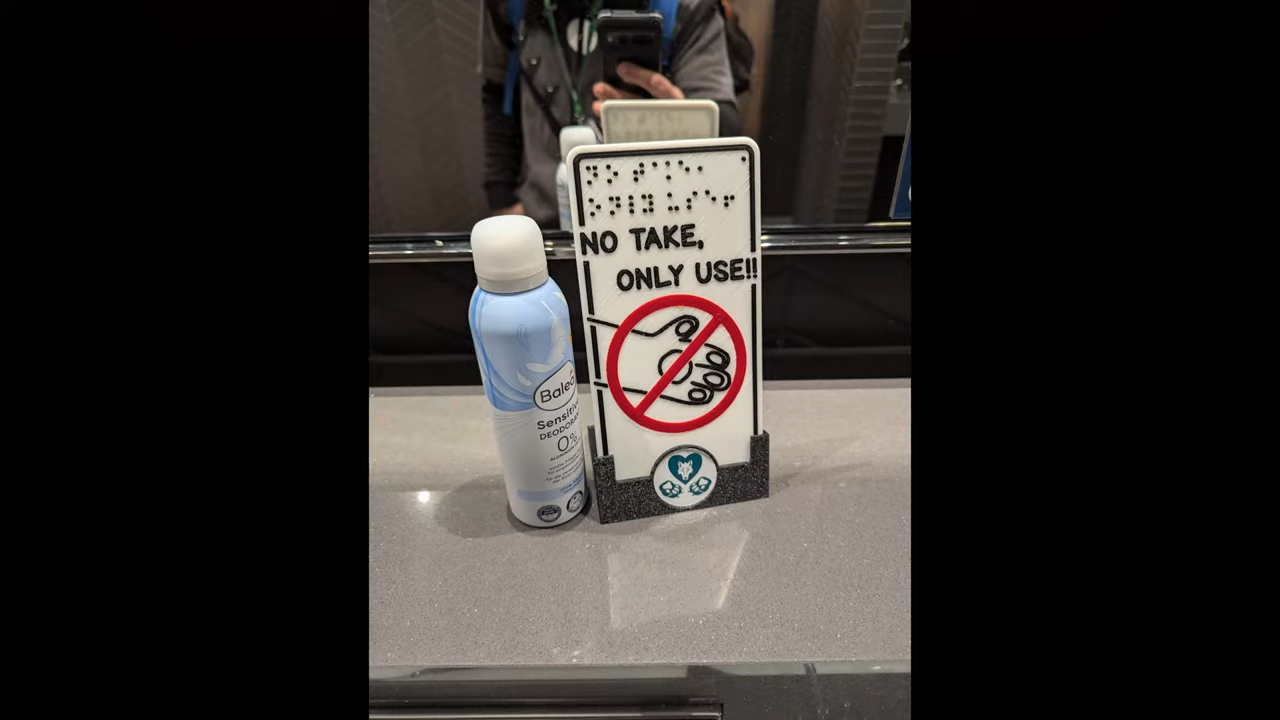 NO TAKE,
ONLY USE!!
Balea
Sensitive
DEODORANT
0%